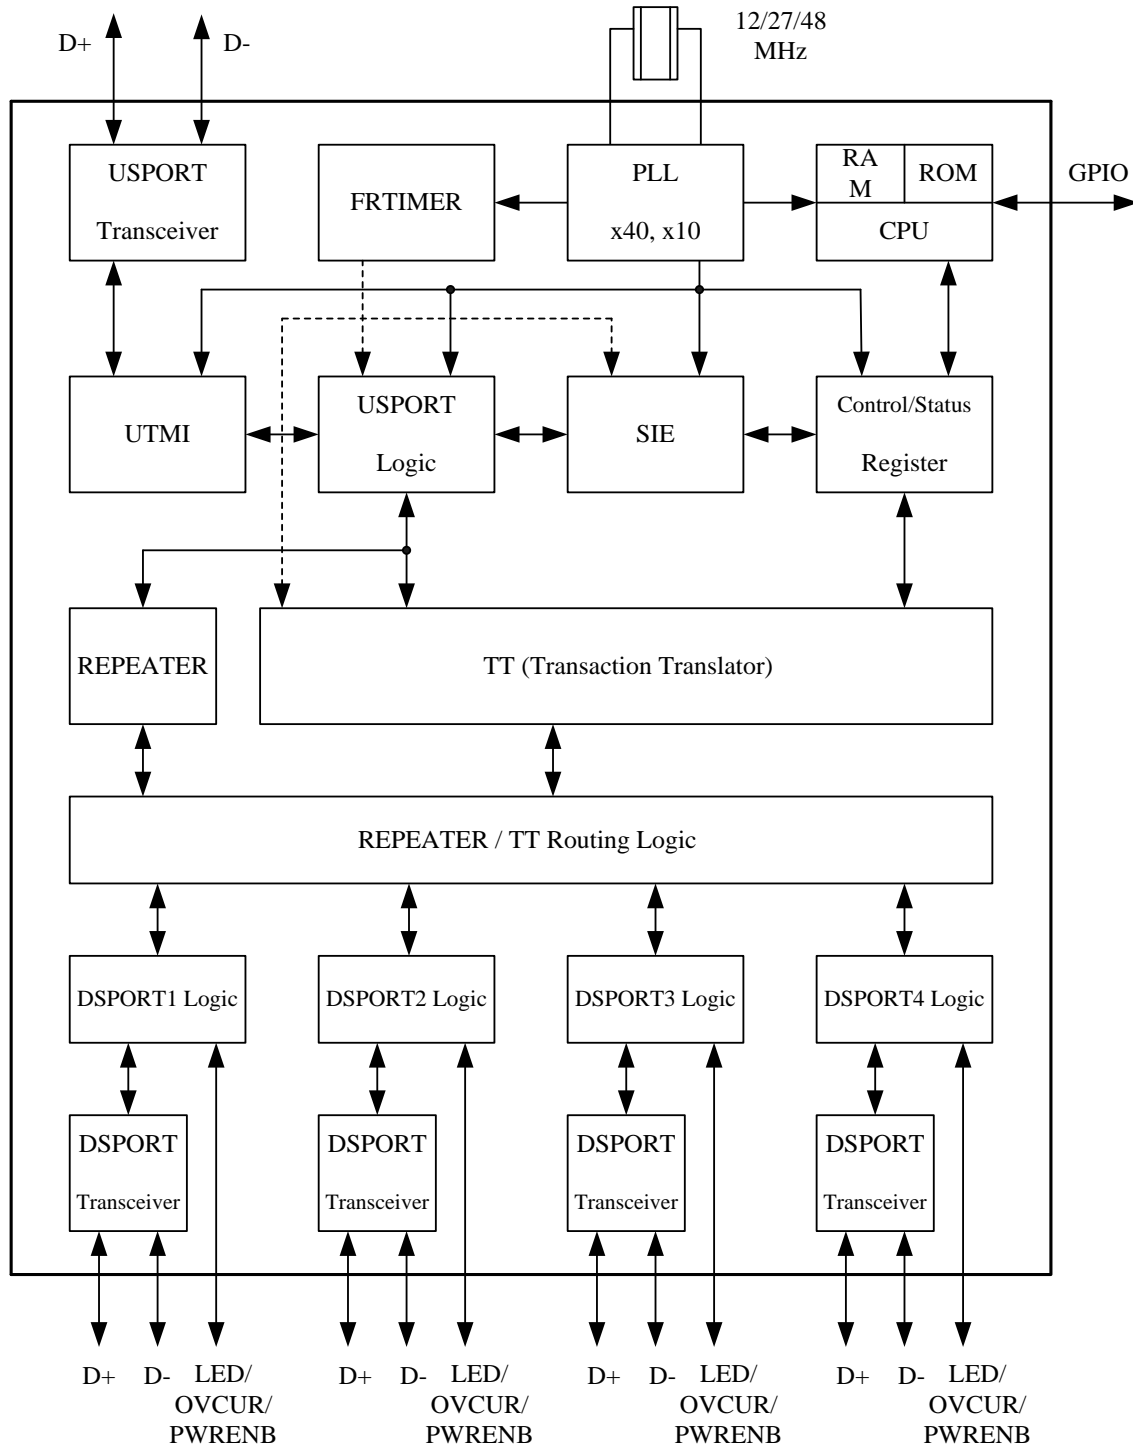 D+
D-
12/27/48
MHz
USPORT
Transceiver
FRTIMER
PLL
x40, x10
RA
M
ROM
CPU
GPIO
UTMI
USPORT
Logic
SIE
Control/Status
Register
REPEATER
TT (Transaction Translator)
REPEATER / TT Routing Logic
DSPORT1 Logic
DSPORT2 Logic
DSPORT3 Logic
DSPORT4 Logic
DSPORT
Transceiver
DSPORT
Transceiver
DSPORT
Transceiver
DSPORT
Transceiver
D+
D-
LED/
OVCUR/
PWRENB
D+
D-
LED/
OVCUR/
PWRENB
D+
D-
LED/
OVCUR/
PWRENB
D+
D-
LED/
OVCUR/
PWRENB